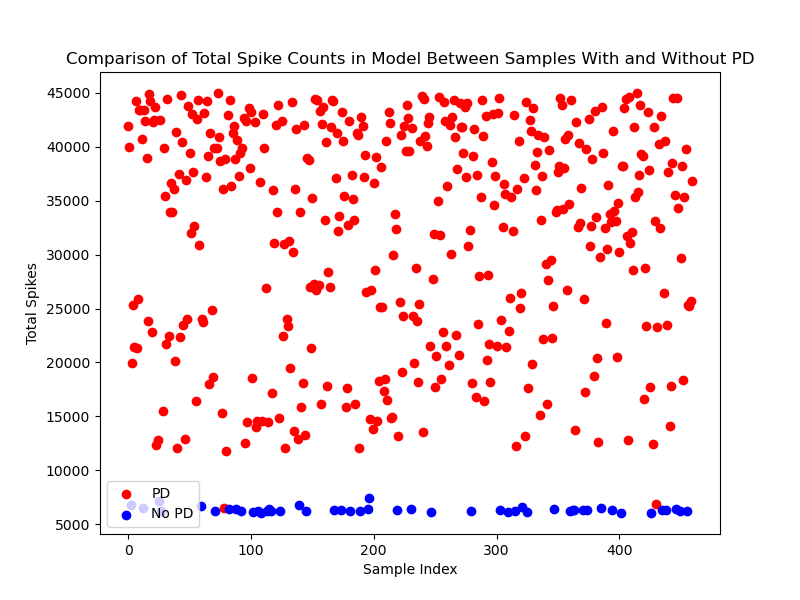 Comparison of Total Spike Counts in Model Between Samples With and Without PD
45000
40000
35000
30000
25000
20000
15000
10000
5000
Total Spikes
PD
No PD
0
100
200
300
400
Sample Index